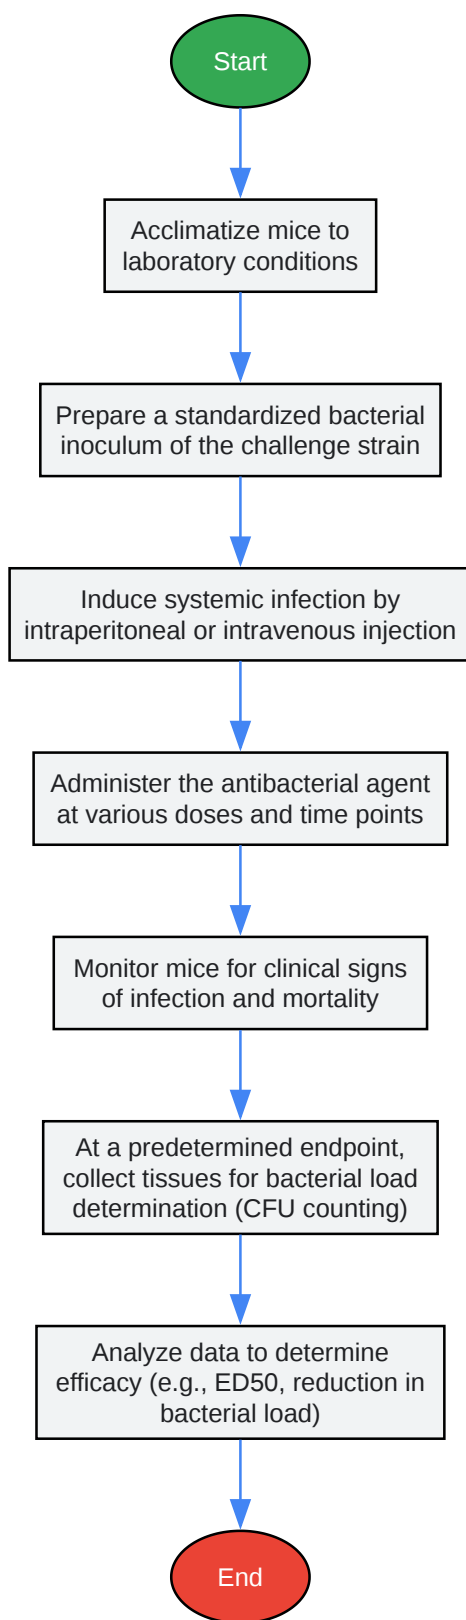 Start
Acclimatize mice to
laboratory conditions
Prepare a standardized bacterial
inoculum of the challenge strain
Induce systemic infection by
intraperitoneal or intravenous injection
Administer the antibacterial agent
at various doses and time points
Monitor mice for clinical signs
of infection and mortality
At a predetermined endpoint,
collect tissues for bacterial load
determination (CFU counting)
Analyze data to determine
efficacy (e.g., ED50, reduction in
bacterial load)
End